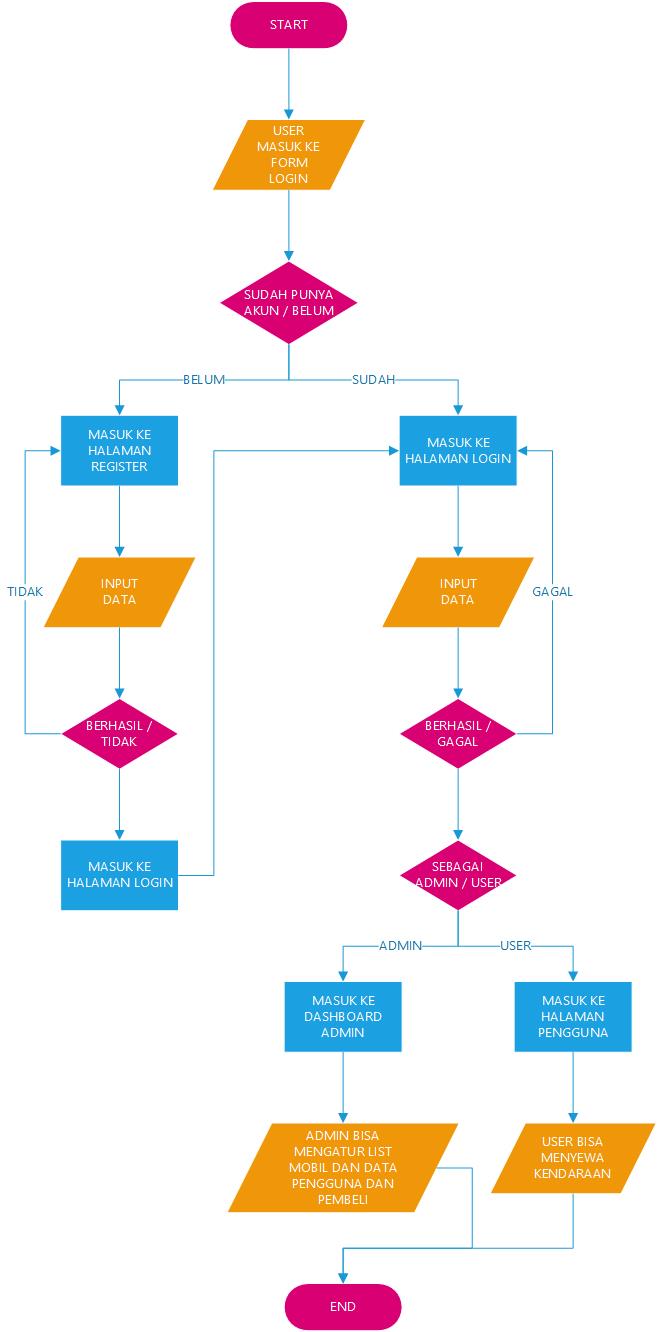 START
USER
MASUK KE
FORM
LOGIN
SUDAH PUNYA
AKUN / BELUM
BELUM
SUDAH
MASUK KE
HALAMAN
REGISTER
MASUK KE
HALAMAN LOGIN
INPUT
DATA
TIDAK
INPUT
DATA
GAGAL
BERHASIL /
TIDAK
BERHASIL /
GAGAL
MASUK KE
HALAMAN LOGIN
SEBAGAI
ADMIN / USER
ADMIN
USER
MASUK KE
DASHBOARD
ADMIN
MASUK KE
HALAMAN
PENGGUNA
ADMIN BISA
MENGATUR LIST
MOBIL DAN DATA
PENGGUNA DAN
PEMBELI
USER BISA
MENYEWA
KENDARAAN
END